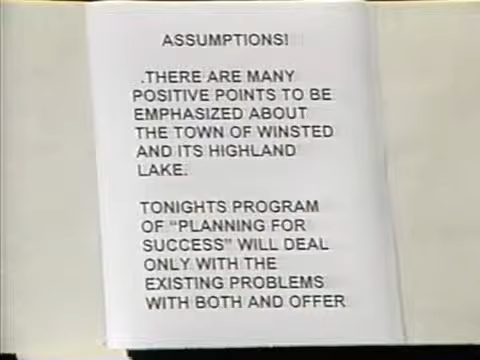 ASSUMPTIONS!
.THERE ARE MANY
POSITIVE POINTS TO BE
EMPHASIZED ABOUT
THE TOWN OF WINSTED
AND ITS HIGHLAND
LAKE.
TONIGHTS PROGRAM
OF “PLANNING FOR
SUCCESS” WILL DEAL
ONLY WITH THE
EXISTING PROBLEMS
WITH BOTH AND OFFER